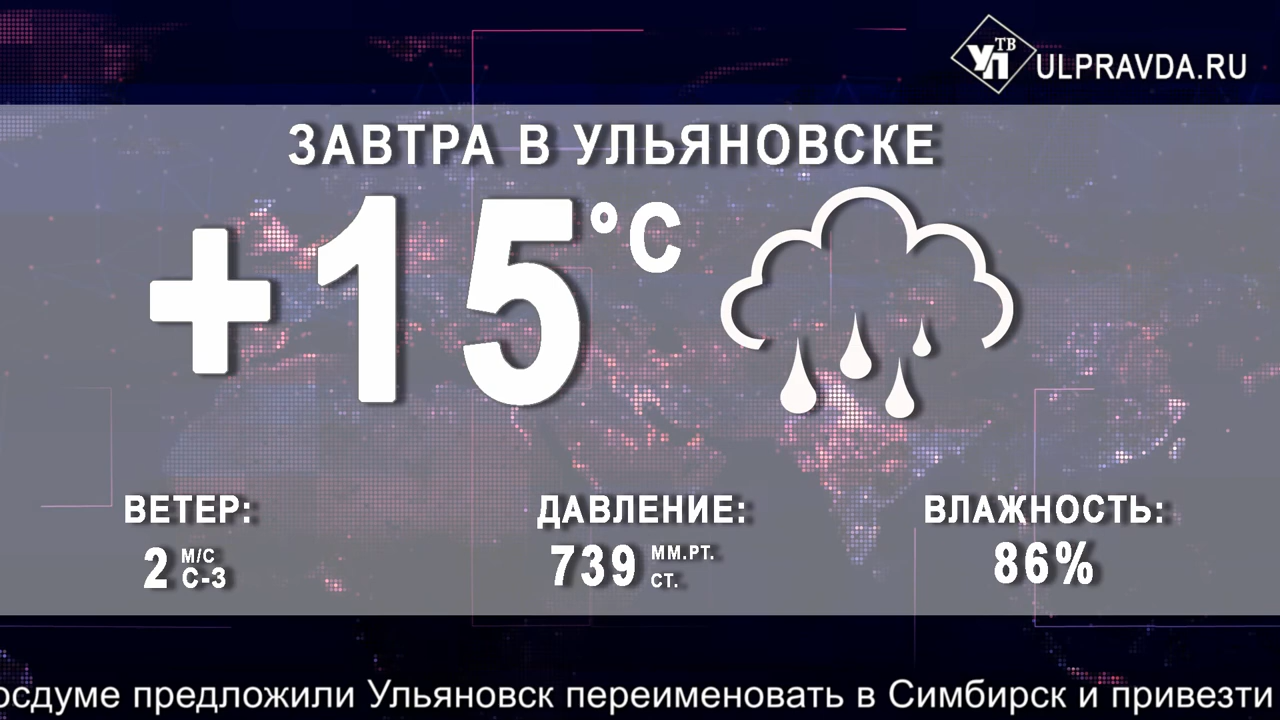 УП ТВ
ULPRAVDA.RU
ЗАВТРА В УЛЬЯНОВСКЕ
+15°C
ВЕТЕР:
2 М/С
С-З
ДАВЛЕНИЕ:
739 ММ.РТ.
СТ.
ВЛАЖНОСТЬ:
86%
осдуме предложили Ульяновск переименовать в Симбирск и привезти